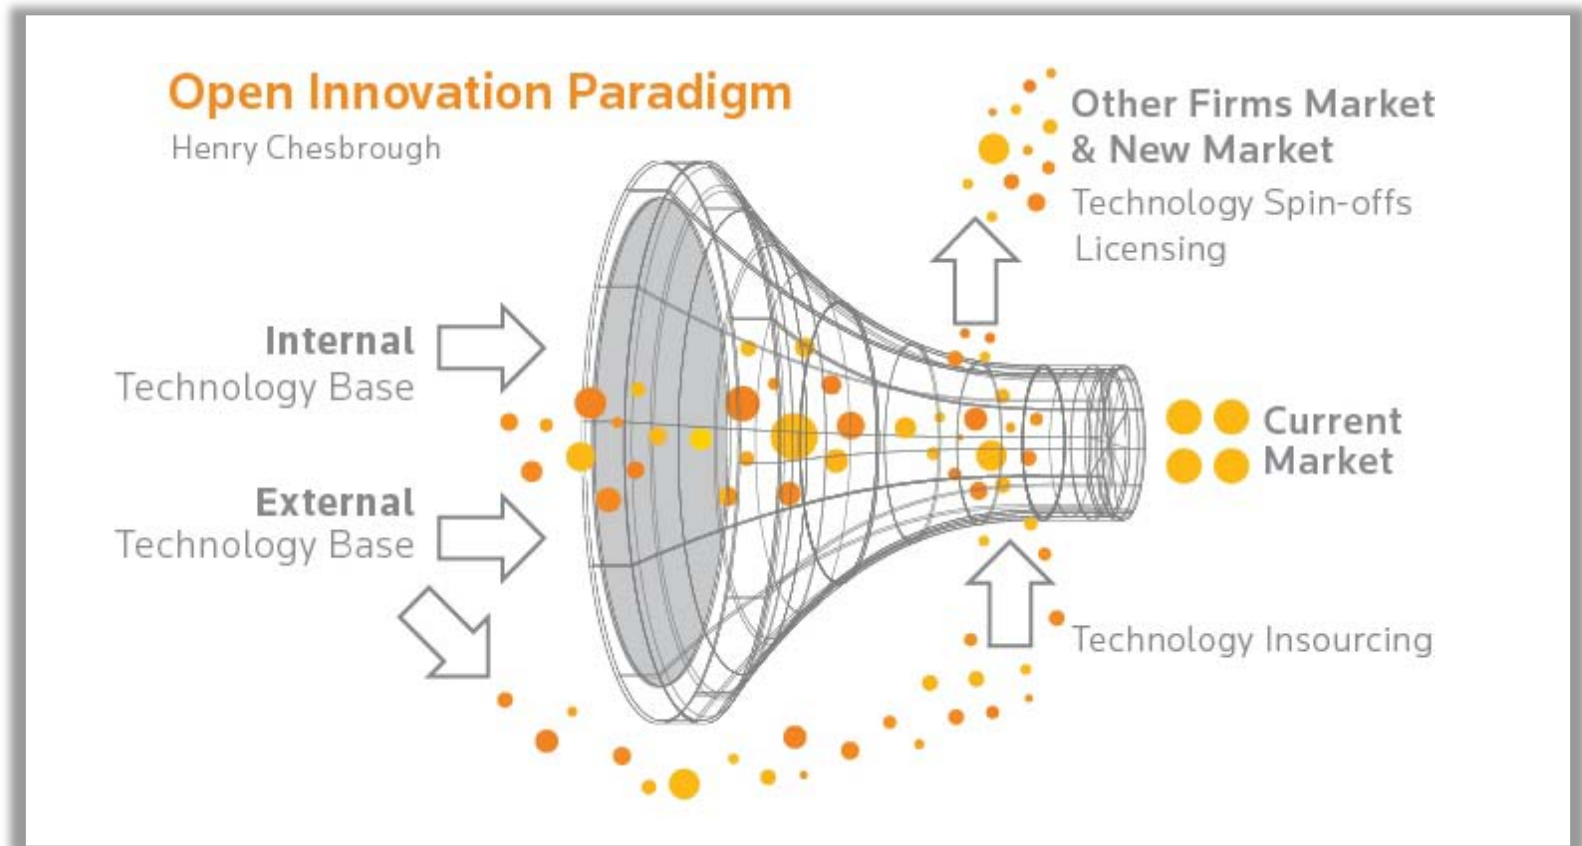 Open Innovation Paradigm
Henry Chesbrough
Other Firms Market
& New Market
Technology Spin-offs
Licensing
Internal
Technology Base
External
Technology Base
Current
Market
Technology Insourcing